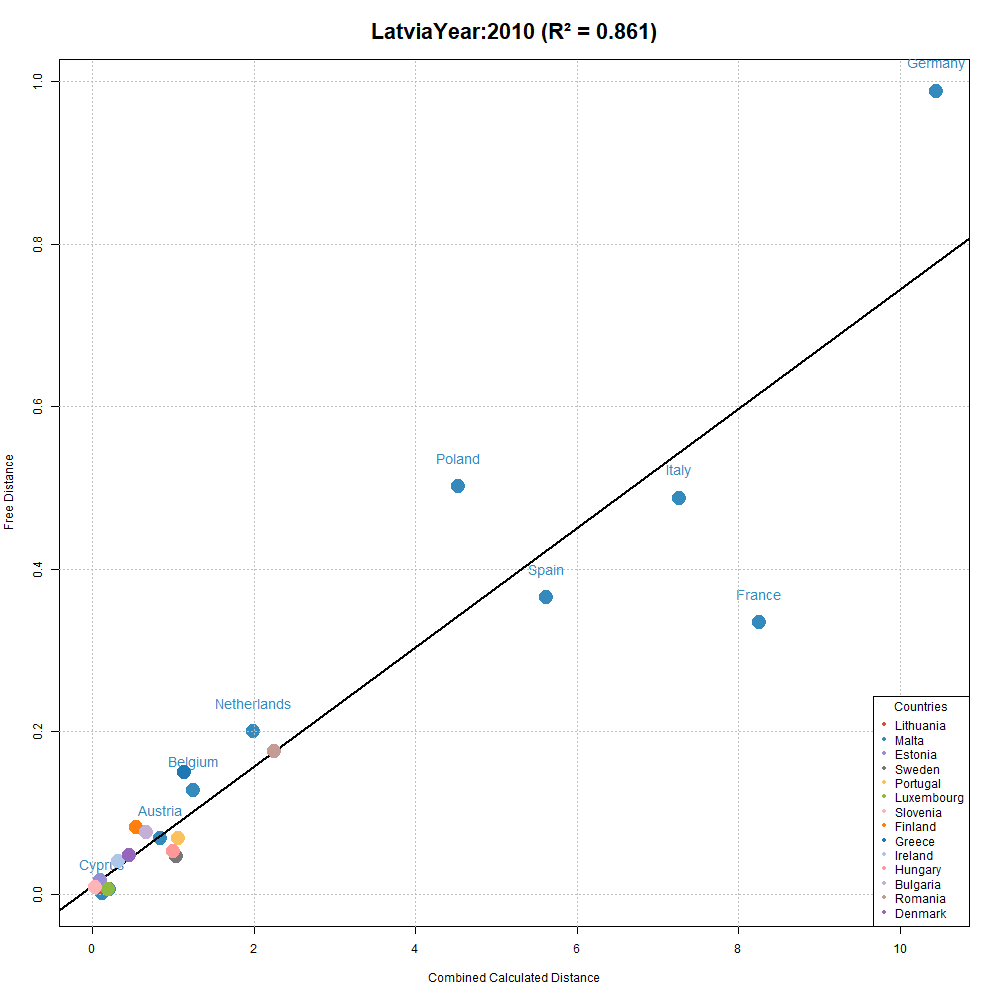 LatviaYear:2010 (R² = 0.861)
Germany
1.0
0.8
0.6
Poland
Italy
Free Distance
0.4
Spain
France
Netherlands
0.2
Belgium
Austria
Cyprus
0.0
Countries
Lithuania
Malta
Estonia
Sweden
Portugal
Luxembourg
Slovenia
Finland
Greece
Ireland
Hungary
Bulgaria
Romania
Denmark
0 2 4 6 8 10
Combined Calculated Distance